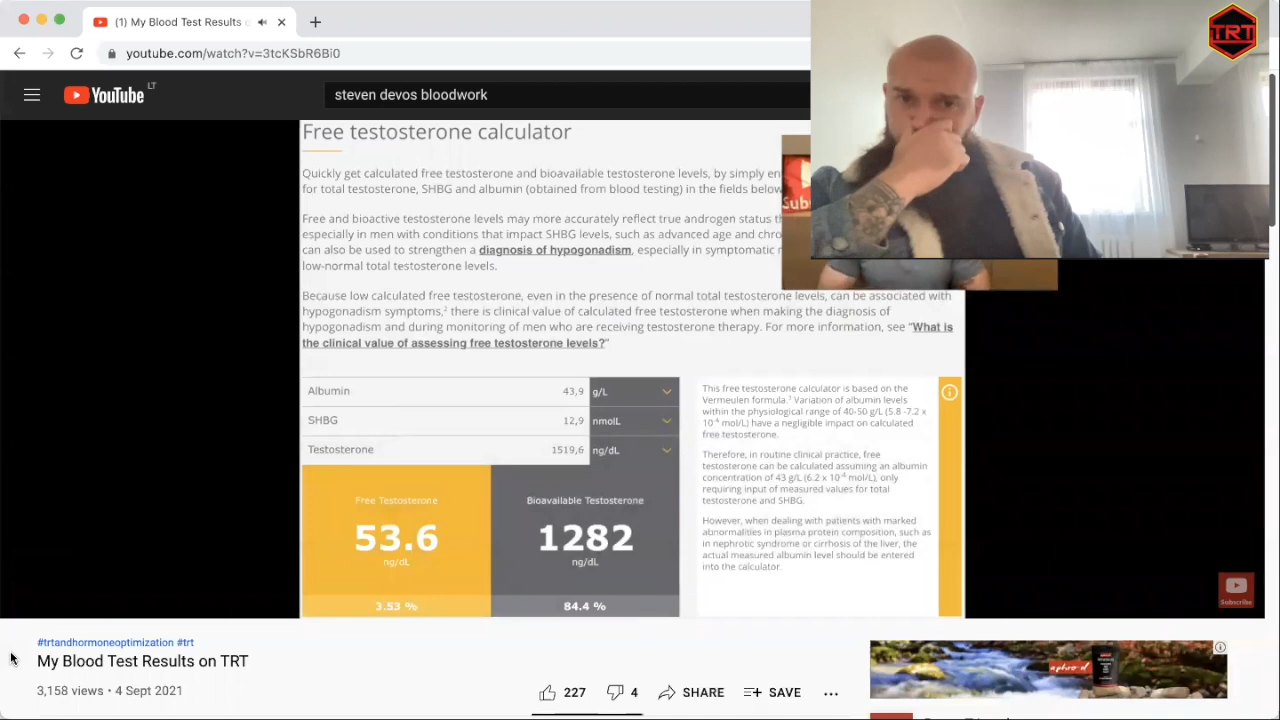 (1) My Blood Test Results o
youtube.com/watch?v=3tcKSbR6Bi0
TRT
YouTube
LT
steven devos bloodwork
Free testosterone calculator
Quickly get calculated free testosterone and bioavailable testosterone levels, by simply en
for total testosterone, SHBG and albumin (obtained from blood testing) in the fields below
Free and bioactive testosterone levels may more accurately reflect true androgen status t
especially in men with conditions that impact SHBG levels, such as advanced age and chro
can also be used to strengthen a diagnosis of hypogonadism, especially in symptomatic m
low-normal total testosterone levels.
Sub
Because low calculated free testosterone, even in the presence of normal total testosterone levels, can be associated with
hypogonadism symptoms,² there is clinical value of calculated free testosterone when making the diagnosis of
hypogonadism and during monitoring of men who are receiving testosterone therapy. For more information, see "What is
the clinical value of assessing free testosterone levels?"
Albumin 43,9 g/L
SHBG 12,9 nmolL
Testosterone 1519,6 ng/dL
Free Testosterone
53.6
ng/dL
3.53 %
Bioavailable Testosterone
1282
ng/dL
84.4 %
This free testosterone calculator is based on the
Vermeulen formula.³ Variation of albumin levels
within the physiological range of 40-50 g/L (5.8 -7.2 x
10⁻⁴ mol/L) have a negligible impact on calculated
free testosterone.
Therefore, in routine clinical practice, free
testosterone can be calculated assuming an albumin
concentration of 43 g/L (6.2 x 10⁻⁴ mol/L), only
requiring input of measured values for total
testosterone and SHBG.
However, when dealing with patients with marked
abnormalities in plasma protein composition, such as
in nephrotic syndrome or cirrhosis of the liver, the
actual measured albumin level should be entered
into the calculator.
Subscribe
#trtandhormoneoptimization #trt
My Blood Test Results on TRT
3,158 views • 4 Sept 2021
227
4
SHARE
SAVE